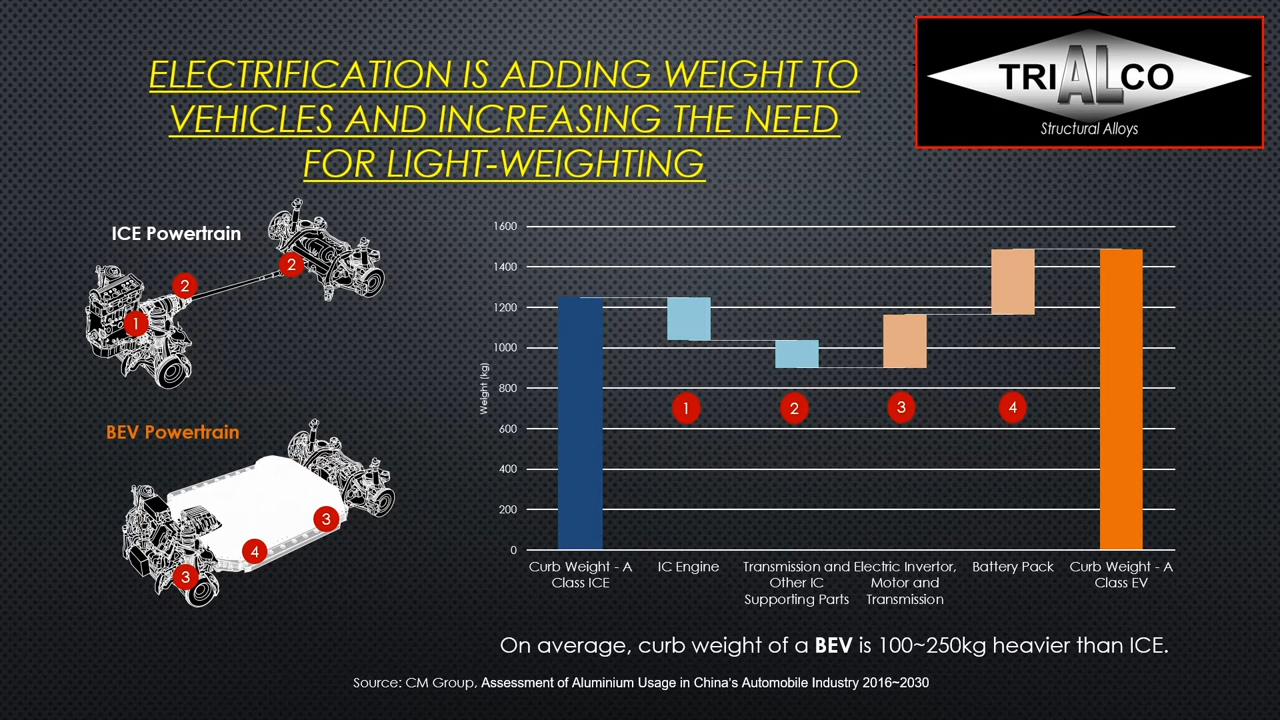 ELECTRIFICATION IS ADDING WEIGHT TO
VEHICLES AND INCREASING THE NEED
FOR LIGHT-WEIGHTING
TRIALCO
Structural Alloys
ICE Powertrain
2
2
1
BEV Powertrain
3
4
3
Weight (kg)
1600
1400
1200
1000
800
600
400
200
0
1
2
3
4
Curb Weight - A
Class ICE
IC Engine
Transmission and
Other IC
Supporting Parts
Electric Invertor,
Motor and
Transmission
Battery Pack
Curb Weight - A
Class EV
On average, curb weight of a BEV is 100~250kg heavier than ICE.
Source: CM Group, Assessment of Aluminium Usage in China's Automobile Industry 2016~2030